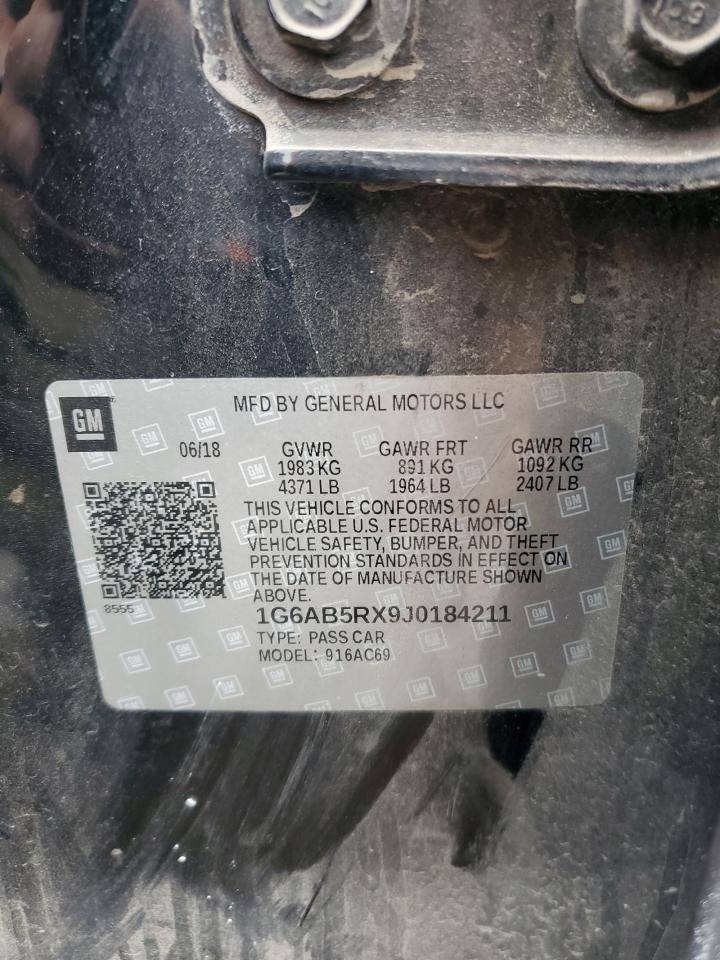 10.9
GM
MFD BY GENERAL MOTORS LLC
06/18 GVWR GAWR FRT GAWR RR
1983 KG 891 KG 1092 KG
4371 LB 1964 LB 2407 LB
THIS VEHICLE CONFORMS TO ALL
APPLICABLE U.S. FEDERAL MOTOR
VEHICLE SAFETY, BUMPER, AND THEFT
PREVENTION STANDARDS IN EFFECT ON
THE DATE OF MANUFACTURE SHOWN
ABOVE.
8555
1G6AB5RX9J0184211
TYPE: PASS CAR
MODEL: 916AC69